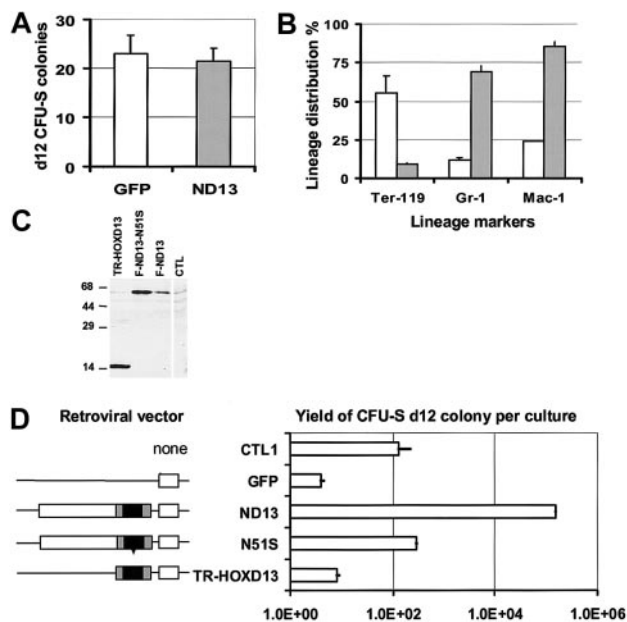 A
d12 CFU-S colonies
30
20
10
0
GFP ND13
B
Lineage distribution %
100
75
50
25
0
Ter-119 Gr-1 Mac-1
Lineage markers
C
TR-HOXD13
F-ND13-N51S
F-ND13
CTL
68
44
29
14
D
Retroviral vector
Yield of CFU-S d12 colony per culture
none
CTL1
GFP
ND13
N51S
TR-HOXD13
1.0E+00 1.0E+02 1.0E+04 1.0E+06